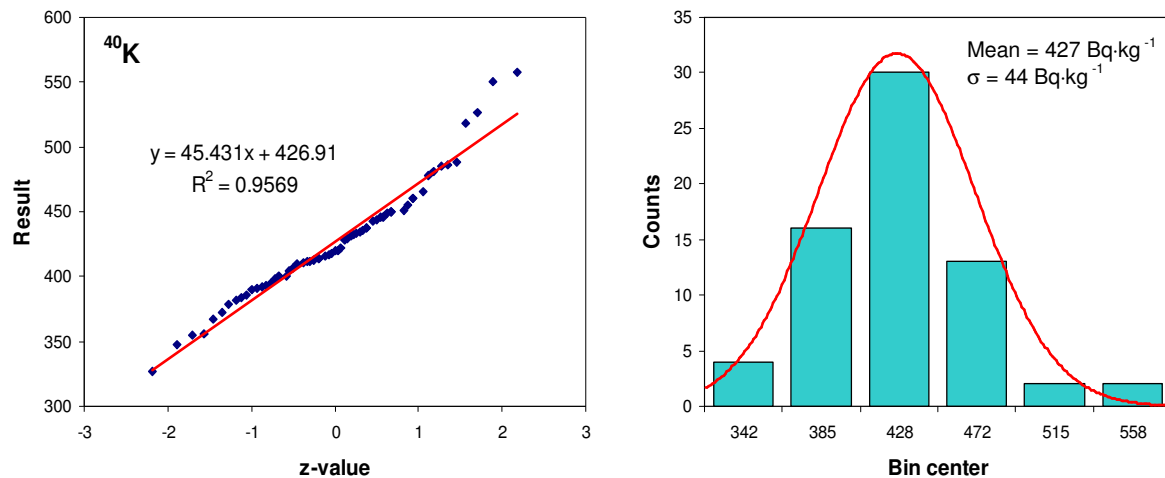 ⁴⁰K
y = 45.431x + 426.91
R² = 0.9569
Result
600
550
500
450
400
350
300
-3 -2 -1 0 1 2 3
z-value
Mean = 427 Bq·kg⁻¹
σ = 44 Bq·kg⁻¹
Counts
35
30
25
20
15
10
5
0
342 385 428 472 515 558
Bin center